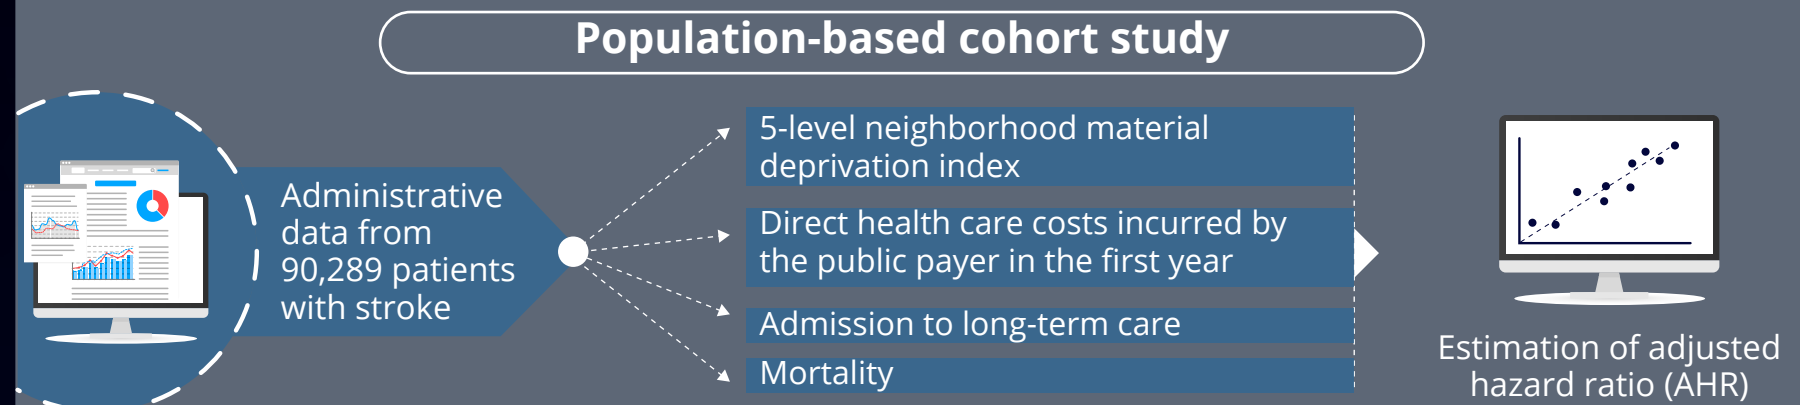 Population-based cohort study
Administrative
data from
90,289 patients
with stroke
5-level neighborhood material
deprivation index
Direct health care costs incurred by
the public payer in the first year
Admission to long-term care
Mortality
Estimation of adjusted
hazard ratio (AHR)